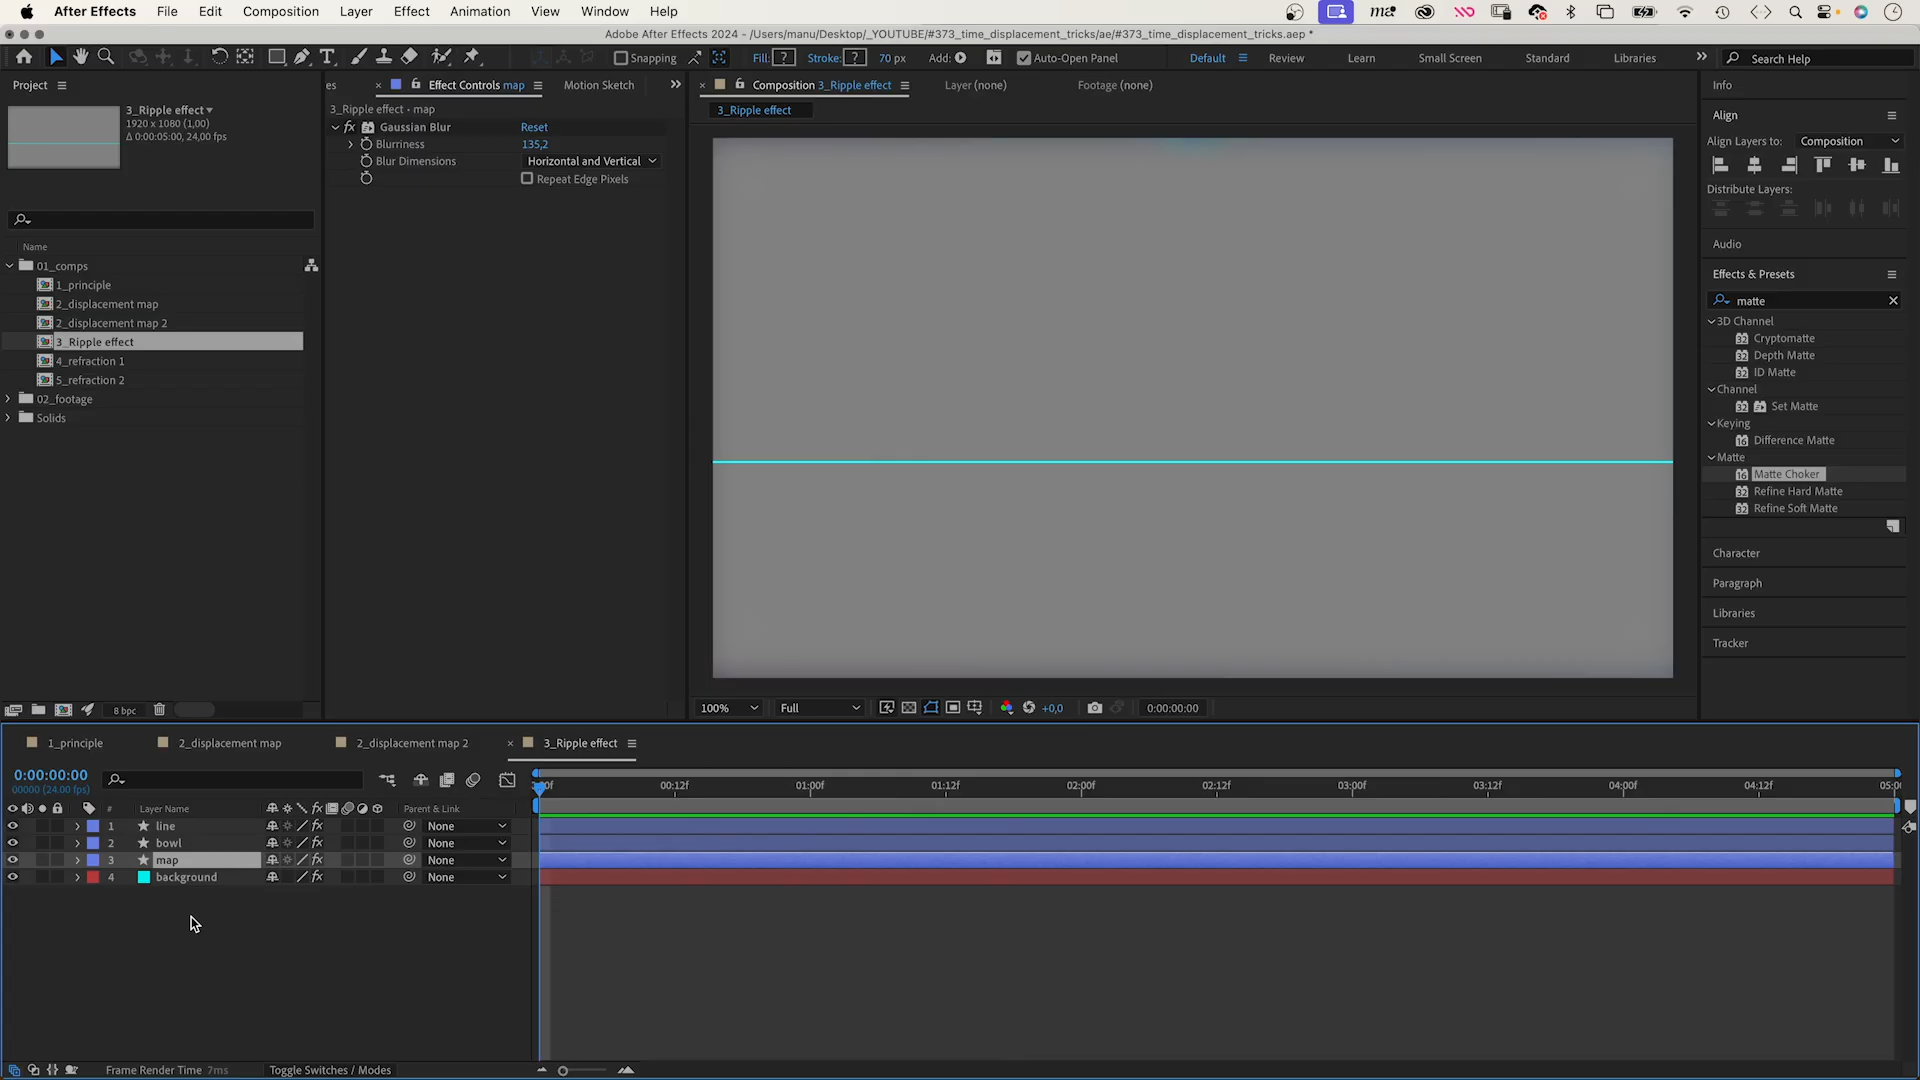 After Effects File Edit Composition Layer Effect Animation View Window Help
Adobe After Effects 2024 - /Users/manu/Desktop/_YOUTUBE/#373_time_displacement_tricks/ae/#373_time_displacement_tricks.aep *
Snapping Fill: ? Stroke: ? 70 px Add: Auto-Open Panel Default Review Learn Small Screen Standard Libraries Search Help
Project
3_Ripple effect
1920 x 1080 (1,00)
Δ 0:00:05:00, 24,00 fps
Name
01_comps
1_principle
2_displacement map
2_displacement map 2
3_Ripple effect
4_refraction 1
5_refraction 2
02_footage
Solids
8 bpc
es Effect Controls map Motion Sketch
3_Ripple effect • map
fx Gaussian Blur Reset
Blurriness 135,2
Blur Dimensions Horizontal and Vertical
Repeat Edge Pixels
Composition 3_Ripple effect Layer (none) Footage (none)
3_Ripple effect
100% Full +0,0 0:00:00:00
Info
Align
Align Layers to: Composition
Distribute Layers:
Audio
Effects & Presets
matte
3D Channel
Cryptomatte
Depth Matte
ID Matte
Channel
Set Matte
Keying
Difference Matte
Matte
Matte Choker
Refine Hard Matte
Refine Soft Matte
Character
Paragraph
Libraries
Tracker
1_principle 2_displacement map 2_displacement map 2 3_Ripple effect
0:00:00:00
00000 (24.00 fps)
:00f 00:12f 01:00f 01:12f 02:00f 02:12f 03:00f 03:12f 04:00f 04:12f 05:0
# Layer Name fx Parent & Link
1 line fx None
2 bowl fx None
3 map fx None
4 background fx None
Frame Render Time 7ms Toggle Switches / Modes